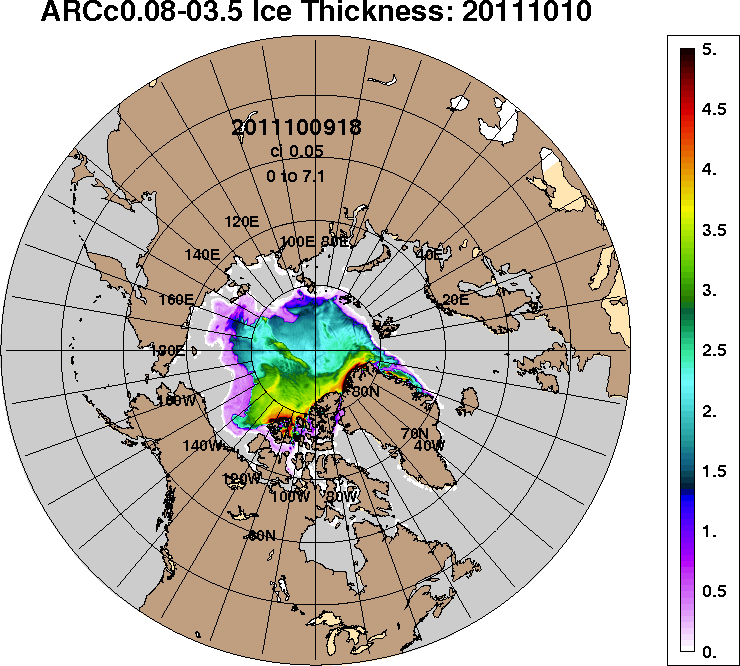 ARCc0.08-03.5 Ice Thickness: 20111010
5.
2011100918
4.5
ci 0.05
0 to 7.1
4.
120E
100E 80E
3.5
140E 40E
160E 20E
3.
180E
2.5
160W 80N
2.
140W 70N
40W
1.5
120W
100W 80W
1.
60N
0.5
0.